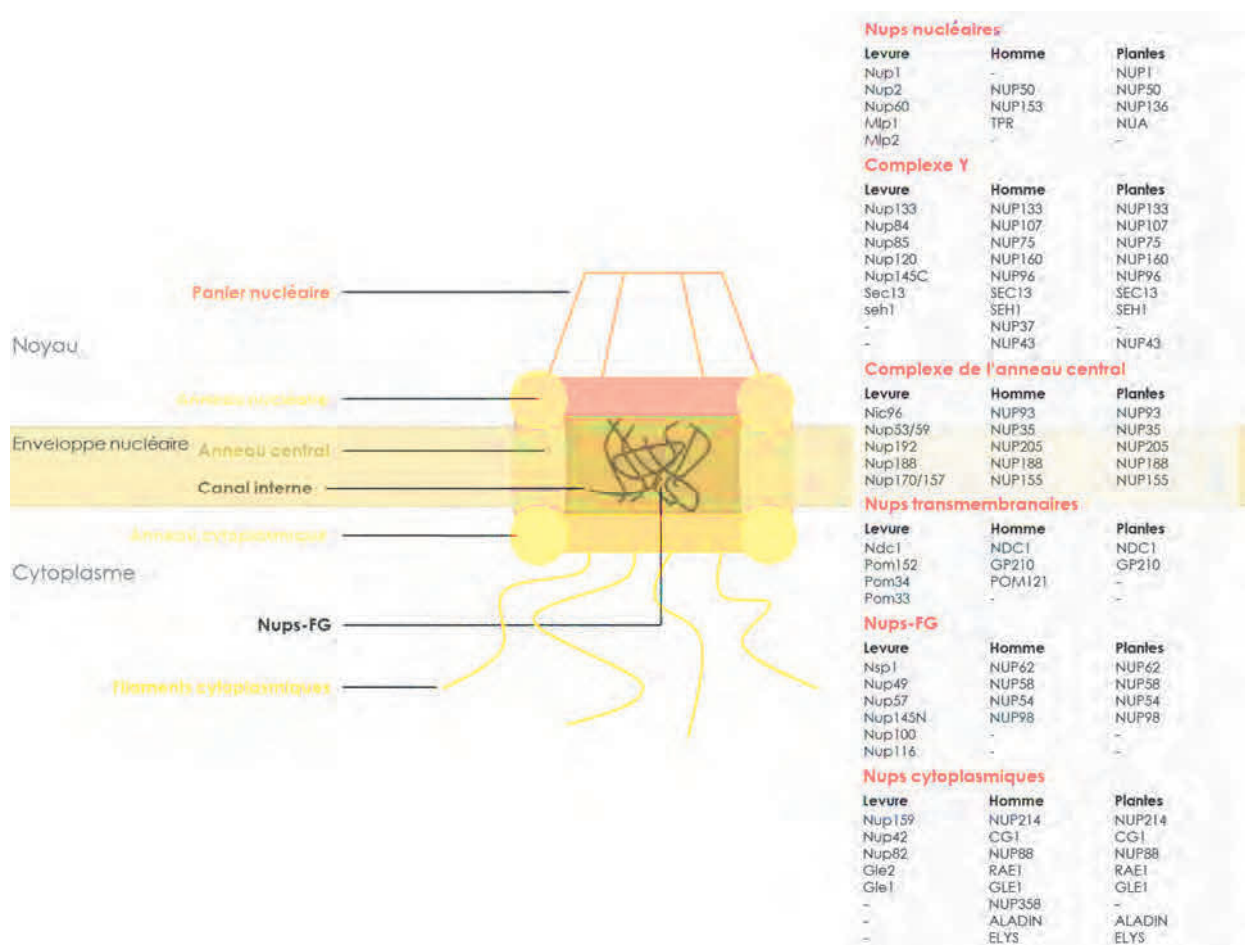 Panier nucléaire
Noyau
Anneau nucléaire
Enveloppe nucléaire
Anneau central
Canal interne
Anneau cytoplasmique
Cytoplasme
Nups-FG
Filaments cytoplasmiques
Nups nucléaires
Levure Homme Plantes
Nup1 - NUP1
Nup2 NUP50 NUP50
Nup60 NUP153 NUP136
Mlp1 TPR NUA
Mlp2 - -
Complexe Y
Levure Homme Plantes
Nup133 NUP133 NUP133
Nup84 NUP107 NUP107
Nup85 NUP75 NUP75
Nup120 NUP160 NUP160
Nup145C NUP96 NUP96
Sec13 SEC13 SEC13
seh1 SEH1 SEH1
- NUP37 -
- NUP43 NUP43
Complexe de l'anneau central
Levure Homme Plantes
Nic96 NUP93 NUP93
Nup53/59 NUP35 NUP35
Nup192 NUP205 NUP205
Nup188 NUP188 NUP188
Nup170/157 NUP155 NUP155
Nups transmembranaires
Levure Homme Plantes
Ndc1 NDC1 NDC1
Pom152 GP210 GP210
Pom34 POM121 -
Pom33 - -
Nups-FG
Levure Homme Plantes
Nsp1 NUP62 NUP62
Nup49 NUP58 NUP58
Nup57 NUP54 NUP54
Nup145N NUP98 NUP98
Nup100 - -
Nup116 - -
Nups cytoplasmiques
Levure Homme Plantes
Nup159 NUP214 NUP214
Nup42 CG1 CG1
Nup82 NUP88 NUP88
Gle2 RAE1 RAE1
Gle1 GLE1 GLE1
- NUP358 -
- ALADIN ALADIN
- ELYS ELYS